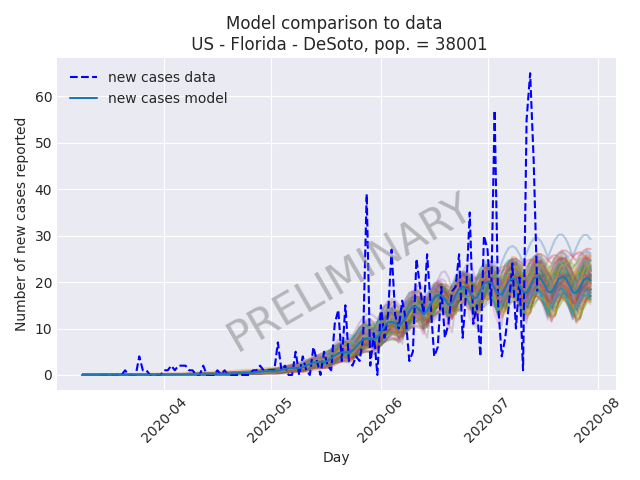 Model comparison to data
US - Florida - DeSoto, pop. = 38001
new cases data
new cases model
PRELIMINARY
Number of new cases reported
60
50
40
30
20
10
0
2020-04
2020-05
2020-06
2020-07
2020-08
Day